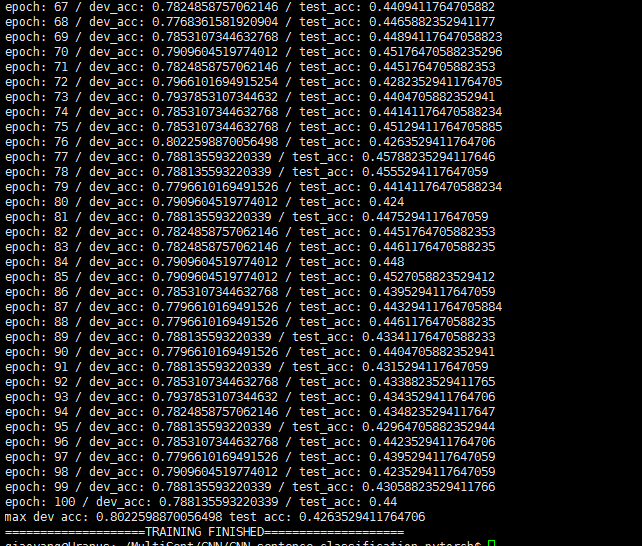 epoch: 67 / dev_acc: 0.7824858757062146 / test_acc: 0.4409411764705882
epoch: 68 / dev_acc: 0.7768361581920904 / test_acc: 0.4465882352941177
epoch: 69 / dev_acc: 0.7853107344632768 / test_acc: 0.44894117647058823
epoch: 70 / dev_acc: 0.7909604519774012 / test_acc: 0.45176470588235296
epoch: 71 / dev_acc: 0.7824858757062146 / test_acc: 0.4451764705882353
epoch: 72 / dev_acc: 0.7966101694915254 / test_acc: 0.42823529411764705
epoch: 73 / dev_acc: 0.7937853107344632 / test_acc: 0.4404705882352941
epoch: 74 / dev_acc: 0.7853107344632768 / test_acc: 0.44141176470588234
epoch: 75 / dev_acc: 0.7853107344632768 / test_acc: 0.45129411764705885
epoch: 76 / dev_acc: 0.8022598870056498 / test_acc: 0.4263529411764706
epoch: 77 / dev_acc: 0.788135593220339 / test_acc: 0.45788235294117646
epoch: 78 / dev_acc: 0.788135593220339 / test_acc: 0.4555294117647059
epoch: 79 / dev_acc: 0.7796610169491526 / test_acc: 0.44141176470588234
epoch: 80 / dev_acc: 0.7909604519774012 / test_acc: 0.424
epoch: 81 / dev_acc: 0.788135593220339 / test_acc: 0.4475294117647059
epoch: 82 / dev_acc: 0.7824858757062146 / test_acc: 0.4451764705882353
epoch: 83 / dev_acc: 0.7824858757062146 / test_acc: 0.4461176470588235
epoch: 84 / dev_acc: 0.7909604519774012 / test_acc: 0.448
epoch: 85 / dev_acc: 0.7909604519774012 / test_acc: 0.4527058823529412
epoch: 86 / dev_acc: 0.7853107344632768 / test_acc: 0.4395294117647059
epoch: 87 / dev_acc: 0.7796610169491526 / test_acc: 0.44329411764705884
epoch: 88 / dev_acc: 0.7796610169491526 / test_acc: 0.4461176470588235
epoch: 89 / dev_acc: 0.788135593220339 / test_acc: 0.43341176470588233
epoch: 90 / dev_acc: 0.7796610169491526 / test_acc: 0.4404705882352941
epoch: 91 / dev_acc: 0.788135593220339 / test_acc: 0.4315294117647059
epoch: 92 / dev_acc: 0.7853107344632768 / test_acc: 0.4338823529411765
epoch: 93 / dev_acc: 0.7937853107344632 / test_acc: 0.4343529411764706
epoch: 94 / dev_acc: 0.7824858757062146 / test_acc: 0.4348235294117647
epoch: 95 / dev_acc: 0.788135593220339 / test_acc: 0.42964705882352944
epoch: 96 / dev_acc: 0.7853107344632768 / test_acc: 0.4423529411764706
epoch: 97 / dev_acc: 0.7796610169491526 / test_acc: 0.4395294117647059
epoch: 98 / dev_acc: 0.7909604519774012 / test_acc: 0.4235294117647059
epoch: 99 / dev_acc: 0.788135593220339 / test_acc: 0.43058823529411766
epoch: 100 / dev_acc: 0.788135593220339 / test_acc: 0.44
max dev acc: 0.8022598870056498 test acc: 0.4263529411764706
====================TRAINING FINISHED====================